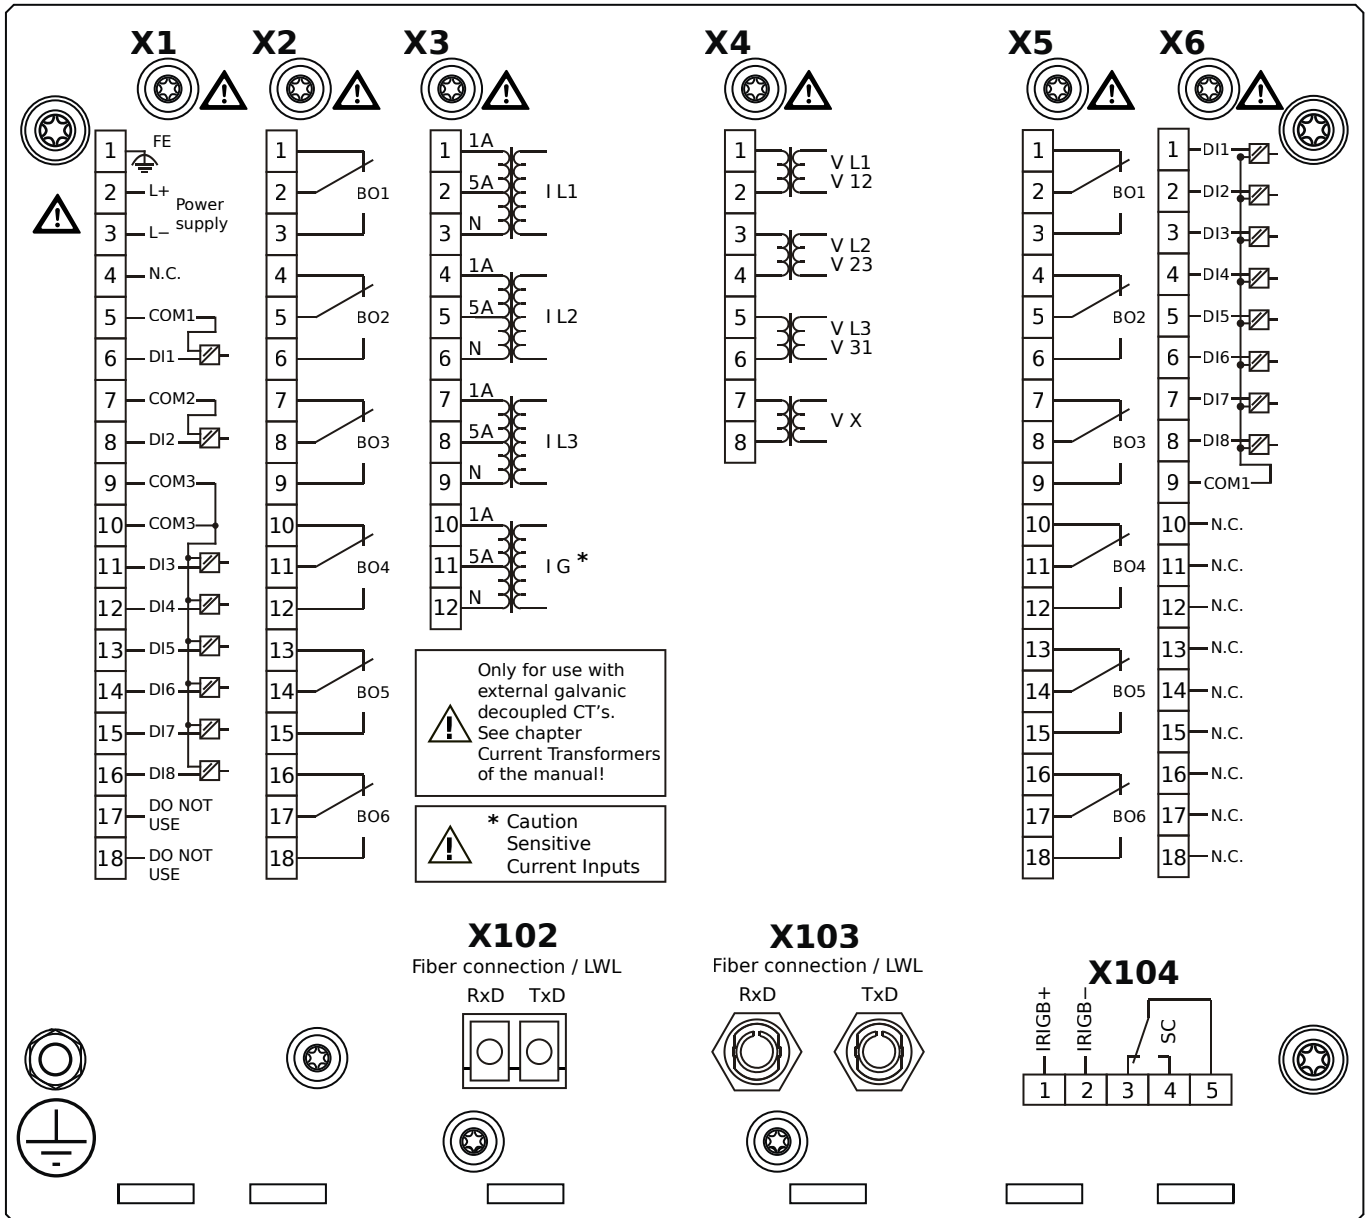 X1
X2
X3
X4
X5
X6
1 FE
2 L+
Power
supply
3 L−
4 N.C.
5 COM1
6 DI1
7 COM2
8 DI2
9 COM3
10 COM3
11 DI3
12 DI4
13 DI5
14 DI6
15 DI7
16 DI8
17 DO NOT
USE
18 DO NOT
USE
1
2 BO1
3
4
5 BO2
6
7
8 BO3
9
10
11 BO4
12
13
14 BO5
15
16
17 BO6
18
1 1A
2 5A I L1
3 N
4 1A
5 5A I L2
6 N
7 1A
8 5A I L3
9 N
10 1A
11 5A I G *
12 N
Only for use with
external galvanic
decoupled CT's.
See chapter
Current Transformers
of the manual!
* Caution
Sensitive
Current Inputs
1 V L1
2 V 12
3 V L2
4 V 23
5 V L3
6 V 31
7 V X
8
1
2 BO1
3
4
5 BO2
6
7
8 BO3
9
10
11 BO4
12
13
14 BO5
15
16
17 BO6
18
1 DI1
2 DI2
3 DI3
4 DI4
5 DI5
6 DI6
7 DI7
8 DI8
9 COM1
10 N.C.
11 N.C.
12 N.C.
13 N.C.
14 N.C.
15 N.C.
16 N.C.
17 N.C.
18 N.C.
X102
Fiber connection / LWL
RxD TxD
X103
Fiber connection / LWL
RxD TxD
X104
IRIGB+
IRIGB−
SC
1 2 3 4 5